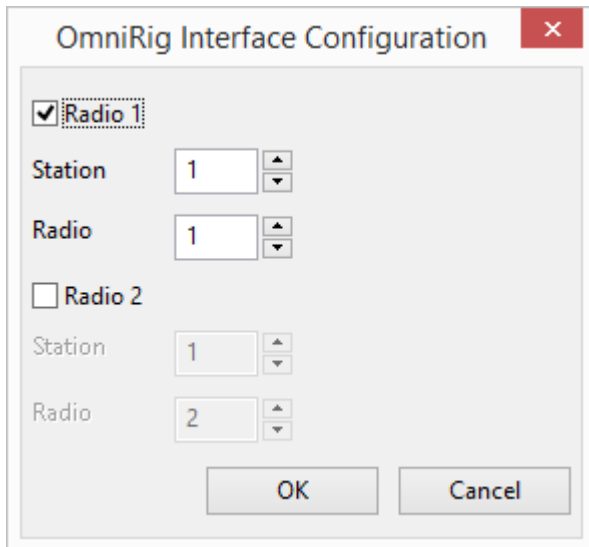 OmniRig Interface Configuration
Radio 1
Station 1
Radio 1
Radio 2
Station 1
Radio 2
OK Cancel